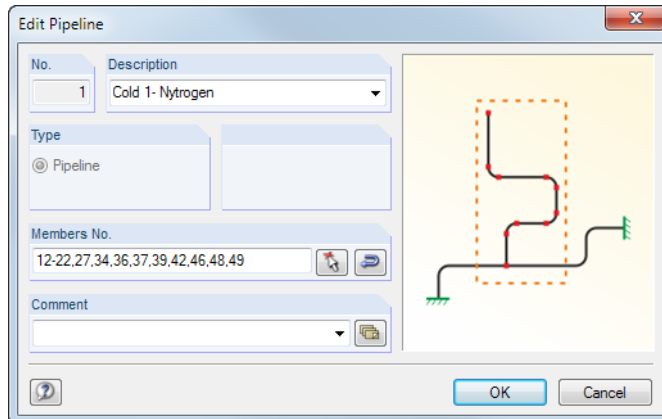 Edit Pipeline
No.
Description
1
Cold 1- Nytrogen
Type
Pipeline
Members No.
12-22,27,34,36,37,39,42,46,48,49
Comment
OK
Cancel